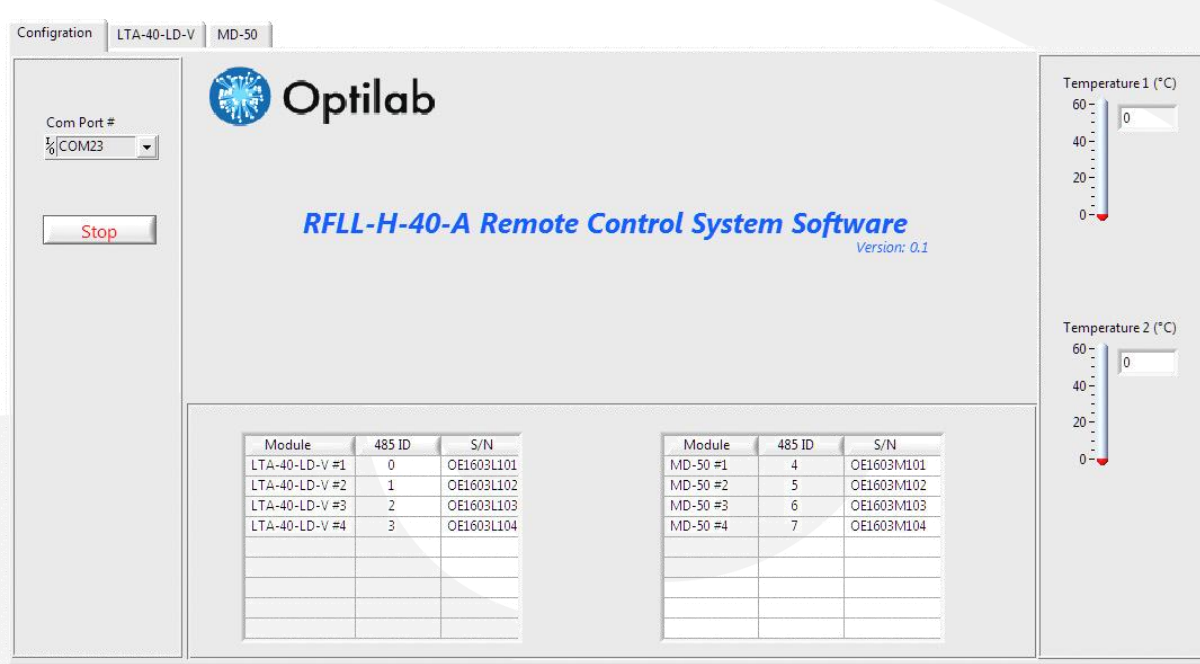 Configration LTA-40-LD-V MD-50
Optilab
Com Port #
COM23
Stop
RFLL-H-40-A Remote Control System Software
Version: 0.1
Temperature 1 (°C)
60
0
40
20
0
Temperature 2 (°C)
60
0
40
20
0
Module 485 ID S/N
LTA-40-LD-V #1 0 OE1603L101
LTA-40-LD-V #2 1 OE1603L102
LTA-40-LD-V #3 2 OE1603L103
LTA-40-LD-V #4 3 OE1603L104
Module 485 ID S/N
MD-50 #1 4 OE1603M101
MD-50 #2 5 OE1603M102
MD-50 #3 6 OE1603M103
MD-50 #4 7 OE1603M104